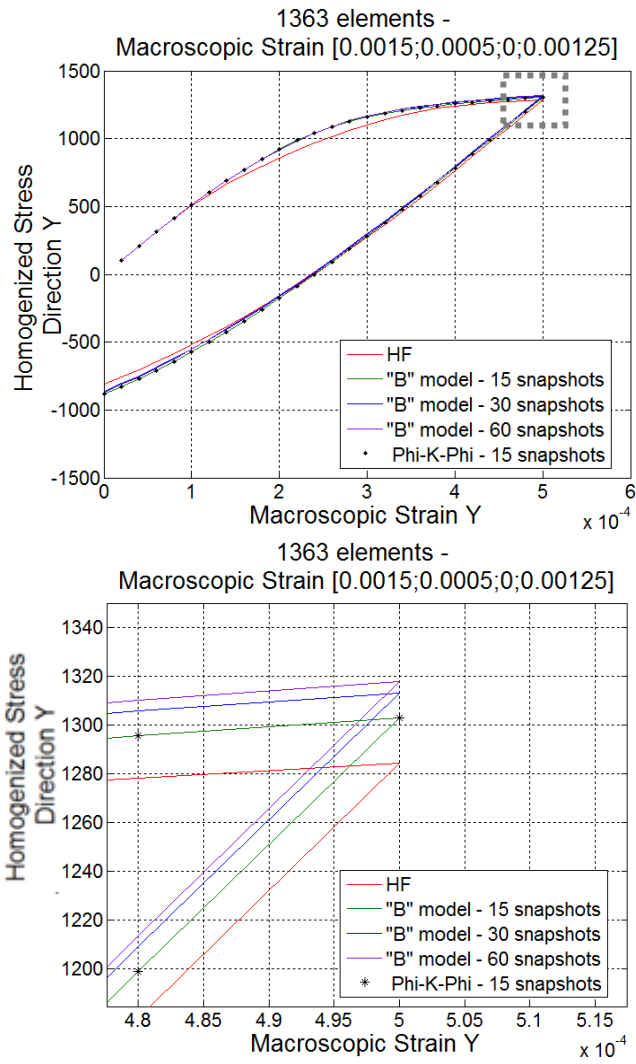 1363 elements -
Macroscopic Strain [0.0015;0.0005;0;0.00125]
1500
1000
500
0
-500
-1000
-1500
Homogenized Stress
Direction Y
HF
"B" model - 15 snapshots
"B" model - 30 snapshots
"B" model - 60 snapshots
Phi-K-Phi - 15 snapshots
0 1 2 3 4 5 6
Macroscopic Strain Y
x 10-4
1363 elements -
Macroscopic Strain [0.0015;0.0005;0;0.00125]
1340
1320
1300
1280
1260
1240
1220
1200
Homogenized Stress
Direction Y
HF
"B" model - 15 snapshots
"B" model - 30 snapshots
"B" model - 60 snapshots
Phi-K-Phi - 15 snapshots
4.8 4.85 4.9 4.95 5 5.05 5.1 5.15
Macroscopic Strain Y
x 10-4